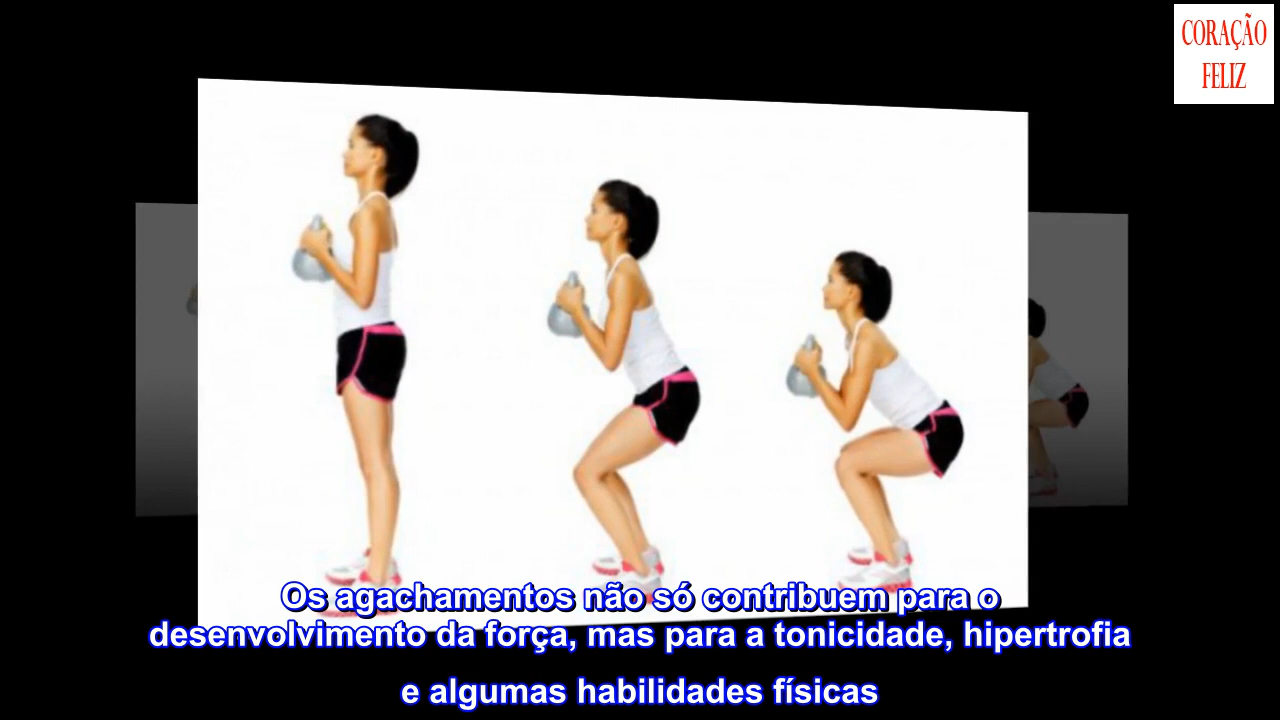 CORAÇÃO
FELIZ
Os agachamentos não só contribuem para o
desenvolvimento da força, mas para a tonicidade, hipertrofia
e algumas habilidades físicas